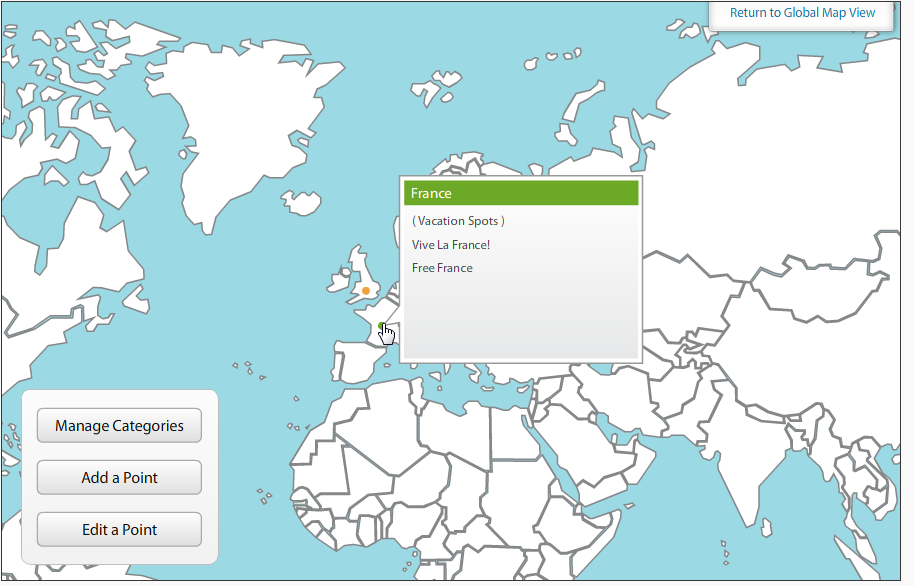 Return to Global Map View
France
( Vacation Spots )
Vive La France!
Free France
Manage Categories
Add a Point
Edit a Point